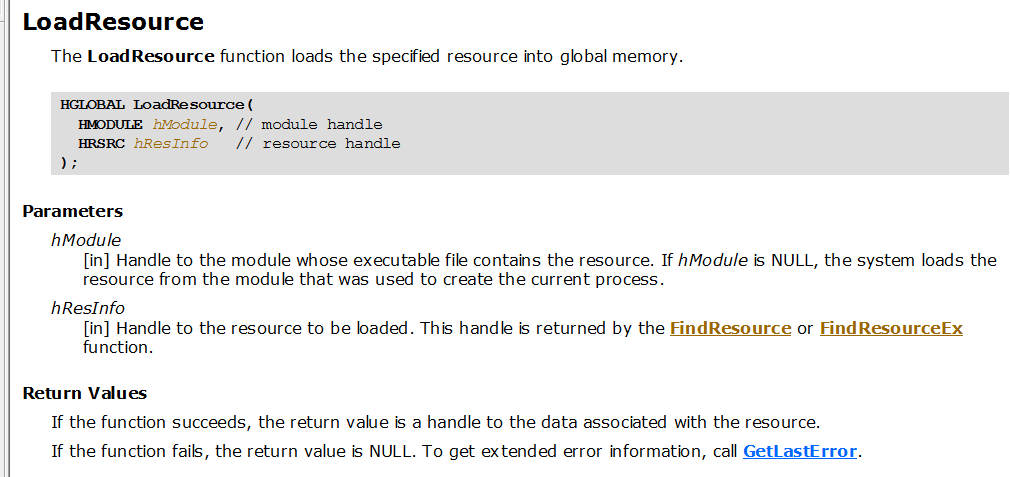 LoadResource
The LoadResource function loads the specified resource into global memory.
HGLOBAL LoadResource(
HMODULE hModule, // module handle
HRSRC hResInfo // resource handle
);
Parameters
hModule
[in] Handle to the module whose executable file contains the resource. If hModule is NULL, the system loads the
resource from the module that was used to create the current process.
hResInfo
[in] Handle to the resource to be loaded. This handle is returned by the FindResource or FindResourceEx
function.
Return Values
If the function succeeds, the return value is a handle to the data associated with the resource.
If the function fails, the return value is NULL. To get extended error information, call GetLastError.